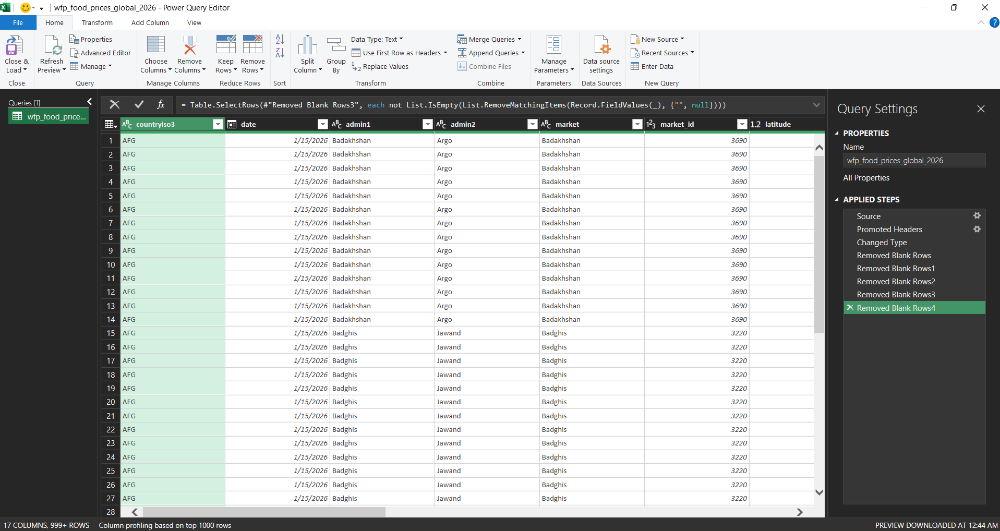 wfp_food_prices_global_2026 - Power Query Editor
File Home Transform Add Column View
Close & Load
Close
Refresh Preview
Properties
Advanced Editor
Manage
Query
Choose Columns
Remove Columns
Manage Columns
Keep Rows
Remove Rows
Reduce Rows
Sort
Split Column
Group By
Data Type: Text
Use First Row as Headers
Replace Values
Transform
Merge Queries
Append Queries
Combine Files
Combine
Manage Parameters
Parameters
Data source settings
Data Sources
New Source
Recent Sources
Enter Data
New Query
Queries [1]
wfp_food_price...
fx = Table.SelectRows(#"Removed Blank Rows3", each not List.IsEmpty(List.RemoveMatchingItems(Record.FieldValues(_), {"", null})))
ABC countryiso3 date ABC admin1 ABC admin2 ABC market 123 market_id 1.2 latitude
1 AFG 1/15/2026 Badakhshan Argo Badakhshan 3690
2 AFG 1/15/2026 Badakhshan Argo Badakhshan 3690
3 AFG 1/15/2026 Badakhshan Argo Badakhshan 3690
4 AFG 1/15/2026 Badakhshan Argo Badakhshan 3690
5 AFG 1/15/2026 Badakhshan Argo Badakhshan 3690
6 AFG 1/15/2026 Badakhshan Argo Badakhshan 3690
7 AFG 1/15/2026 Badakhshan Argo Badakhshan 3690
8 AFG 1/15/2026 Badakhshan Argo Badakhshan 3690
9 AFG 1/15/2026 Badakhshan Argo Badakhshan 3690
10 AFG 1/15/2026 Badakhshan Argo Badakhshan 3690
11 AFG 1/15/2026 Badakhshan Argo Badakhshan 3690
12 AFG 1/15/2026 Badakhshan Argo Badakhshan 3690
13 AFG 1/15/2026 Badakhshan Argo Badakhshan 3690
14 AFG 1/15/2026 Badakhshan Argo Badakhshan 3690
15 AFG 1/15/2026 Badghis Jawand Badghis 3220
16 AFG 1/15/2026 Badghis Jawand Badghis 3220
17 AFG 1/15/2026 Badghis Jawand Badghis 3220
18 AFG 1/15/2026 Badghis Jawand Badghis 3220
19 AFG 1/15/2026 Badghis Jawand Badghis 3220
20 AFG 1/15/2026 Badghis Jawand Badghis 3220
21 AFG 1/15/2026 Badghis Jawand Badghis 3220
22 AFG 1/15/2026 Badghis Jawand Badghis 3220
23 AFG 1/15/2026 Badghis Jawand Badghis 3220
24 AFG 1/15/2026 Badghis Jawand Badghis 3220
25 AFG 1/15/2026 Badghis Jawand Badghis 3220
26 AFG 1/15/2026 Badghis Jawand Badghis 3220
27 AFG 1/15/2026 Badghis Jawand Badghis 3220
28
Query Settings
PROPERTIES
Name
wfp_food_prices_global_2026
All Properties
APPLIED STEPS
Source
Promoted Headers
Changed Type
Removed Blank Rows
Removed Blank Rows1
Removed Blank Rows2
Removed Blank Rows3
Removed Blank Rows4
17 COLUMNS, 999+ ROWS Column profiling based on top 1000 rows
PREVIEW DOWNLOADED AT 12:44 AM